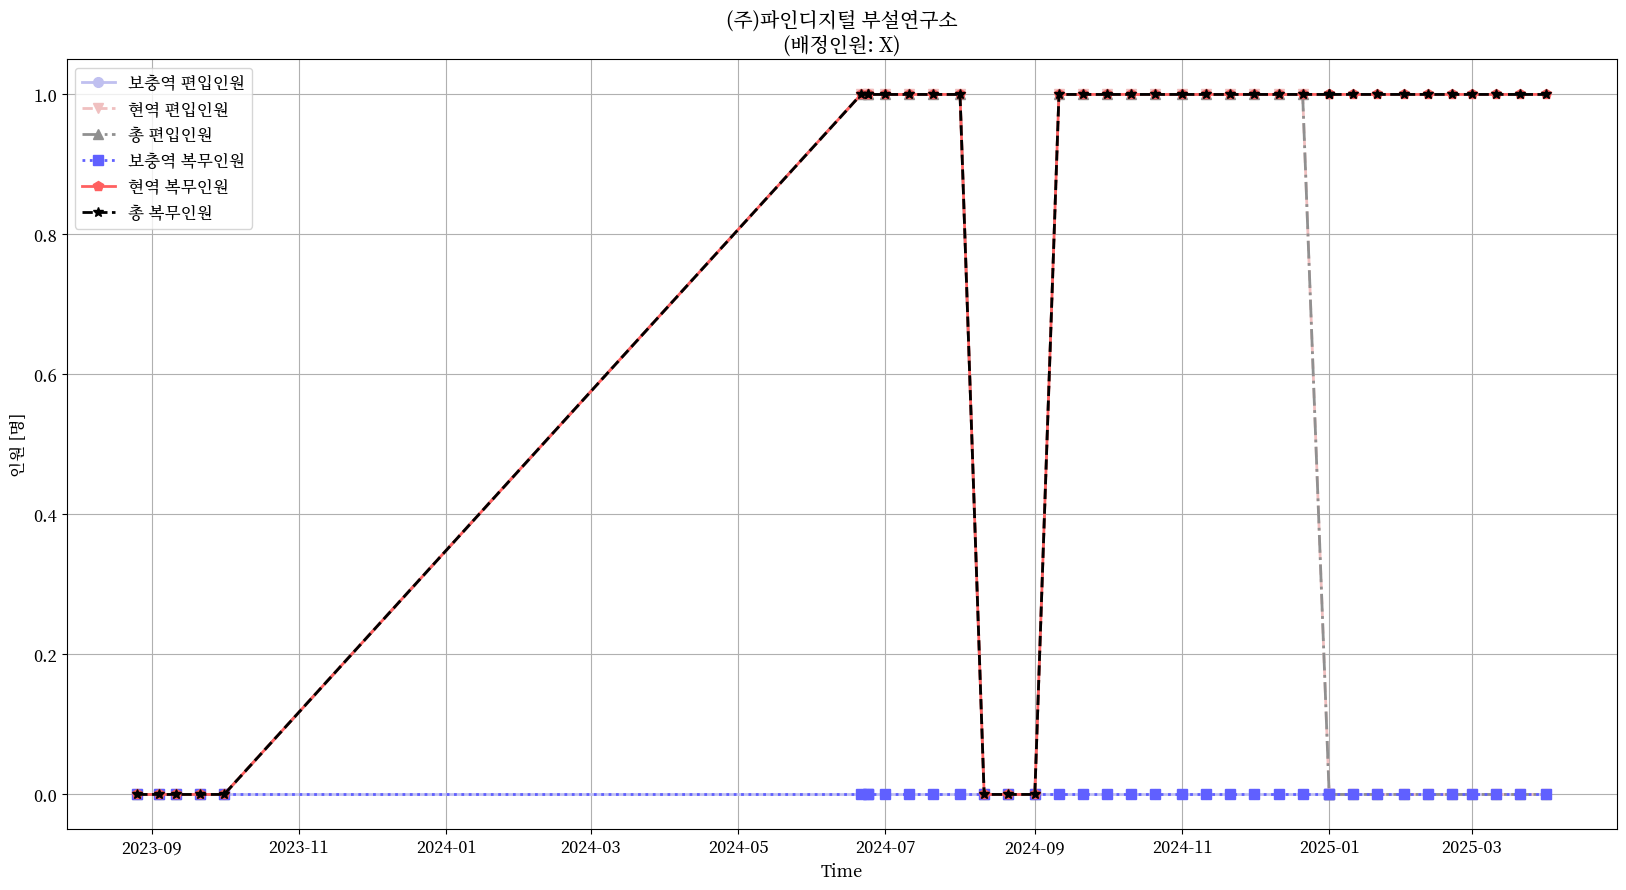 (주)파인디지털 부설연구소
(배정인원: X)
보충역 편입인원
현역 편입인원
총 편입인원
보충역 복무인원
현역 복무인원
총 복무인원
1.0
0.8
0.6
0.4
0.2
0.0
인원 [명]
2023-09
2023-11
2024-01
2024-03
2024-05
2024-07
2024-09
2024-11
2025-01
2025-03
Time